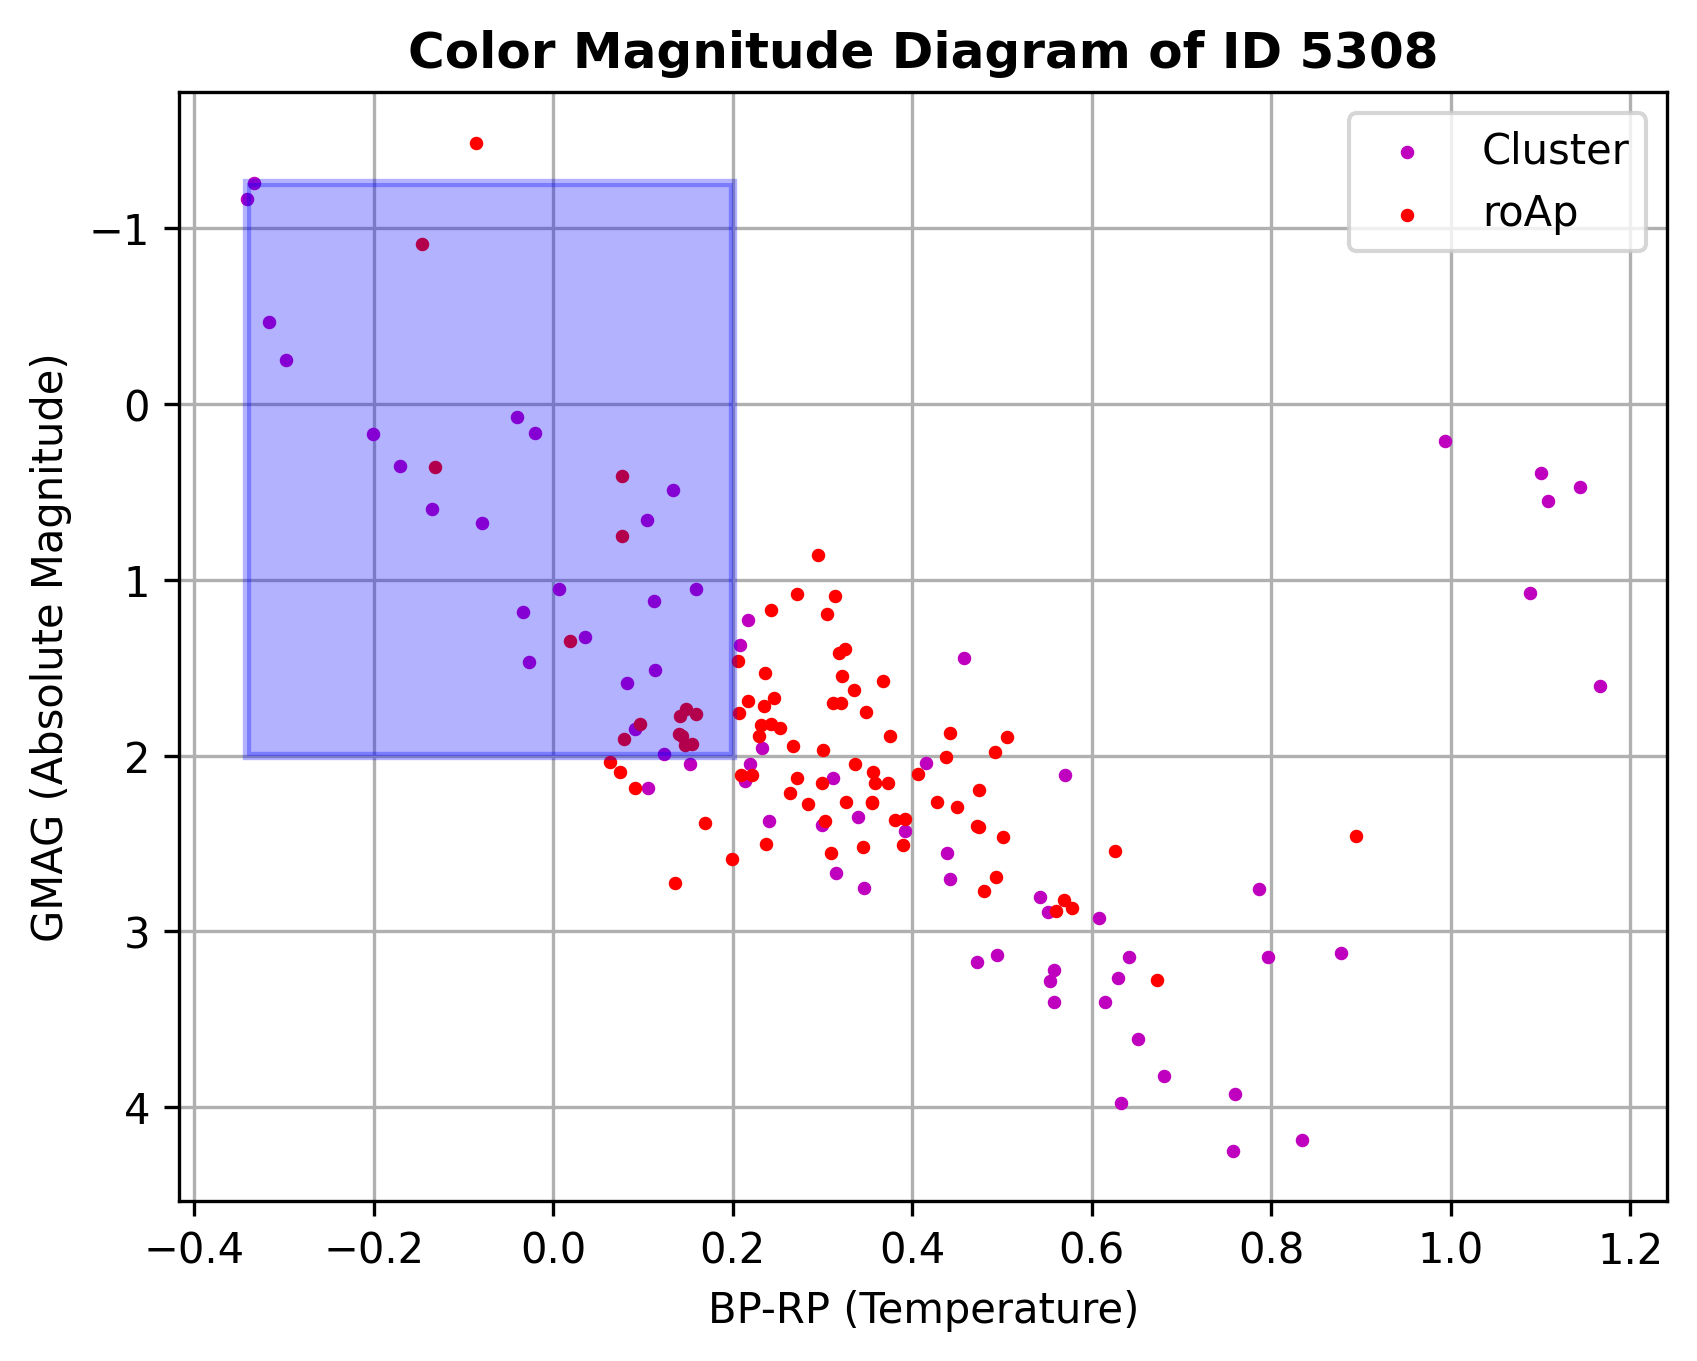 Color Magnitude Diagram of ID 5308
Cluster
roAp
GMAG (Absolute Magnitude)
−1
0
1
2
3
4
−0.4 −0.2 0.0 0.2 0.4 0.6 0.8 1.0 1.2
BP-RP (Temperature)